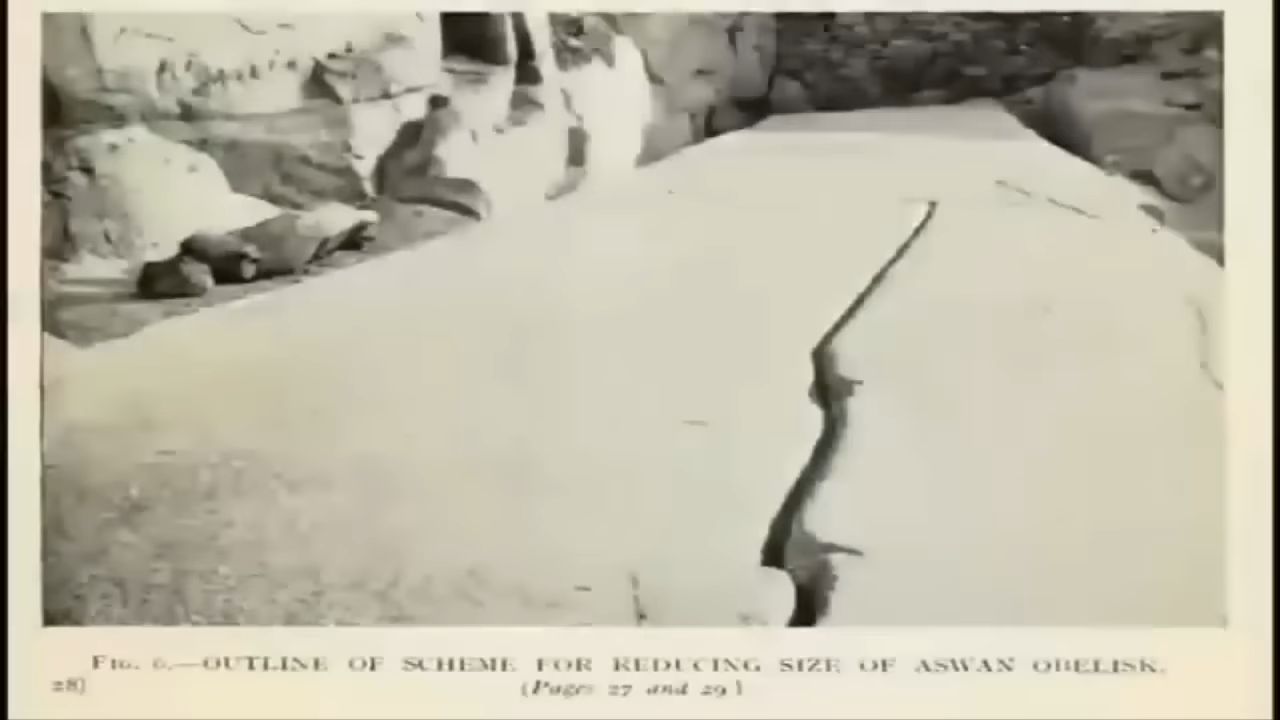 FIG. 6.—OUTLINE OF SCHEME FOR REDUCING SIZE OF ASWAN OBELISK.
28] (Pages 27 and 29)